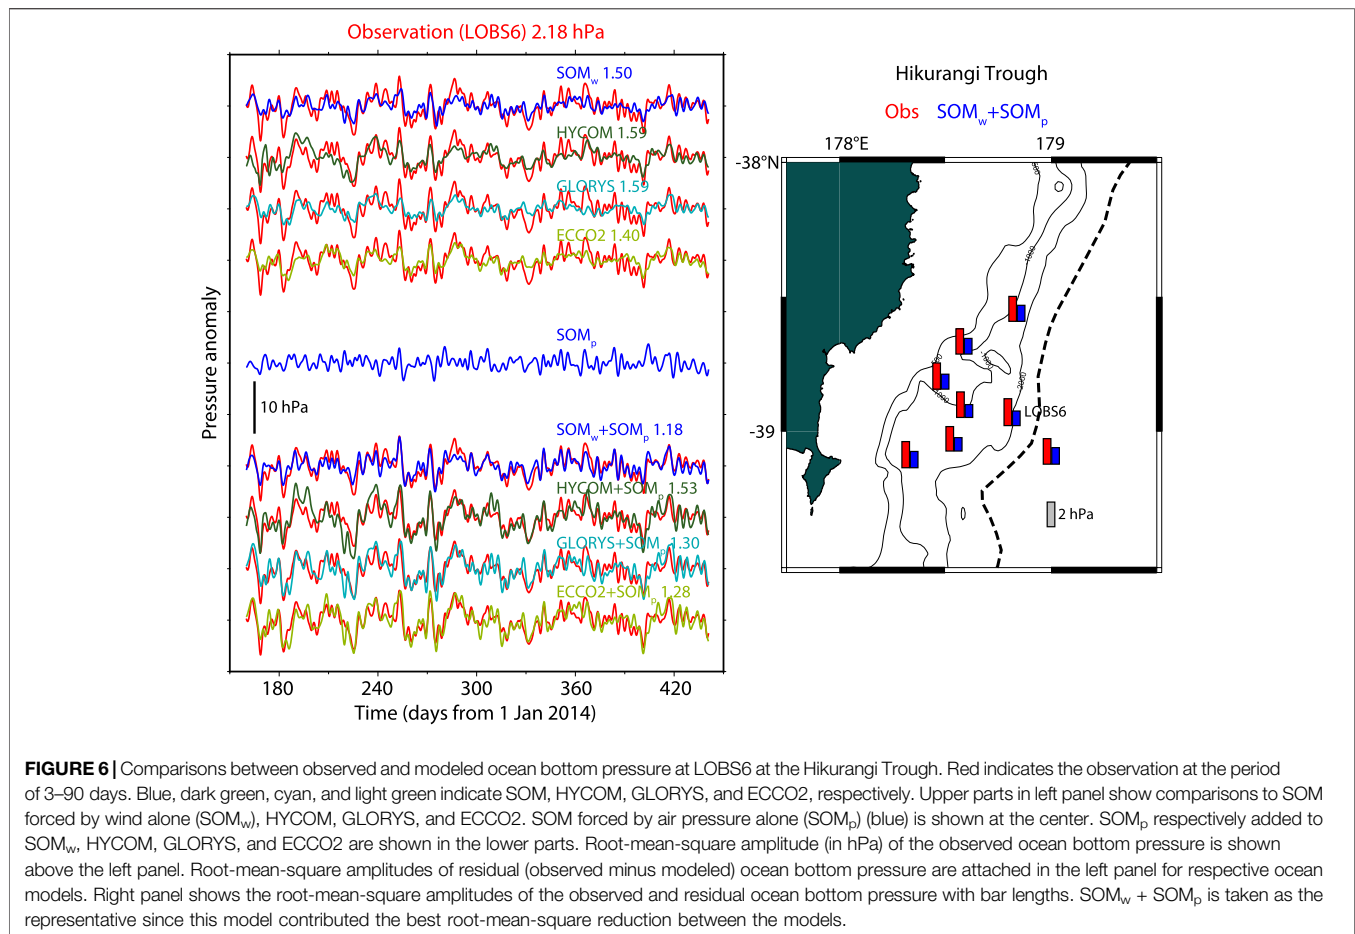 Observation (LOBS6) 2.18 hPa
SOMw 1.50
HYCOM 1.59
GLORYS 1.59
ECCO2 1.40
SOMp
10 hPa
SOMw+SOMp 1.18
HYCOM+SOMp 1.53
GLORYS+SOMp 1.30
ECCO2+SOMp 1.28
Pressure anomaly
180 240 300 360 420
Time (days from 1 Jan 2014)
Hikurangi Trough
Obs SOMw+SOMp
178°E 179
-38°N
-39
1000
2000
LOBS6
2 hPa
FIGURE 6 | Comparisons between observed and modeled ocean bottom pressure at LOBS6 at the Hikurangi Trough. Red indicates the observation at the period
of 3–90 days. Blue, dark green, cyan, and light green indicate SOM, HYCOM, GLORYS, and ECCO2, respectively. Upper parts in left panel show comparisons to SOM
forced by wind alone (SOMw), HYCOM, GLORYS, and ECCO2. SOM forced by air pressure alone (SOMp) (blue) is shown at the center. SOMp respectively added to
SOMw, HYCOM, GLORYS, and ECCO2 are shown in the lower parts. Root-mean-square amplitude (in hPa) of the observed ocean bottom pressure is shown
above the left panel. Root-mean-square amplitudes of residual (observed minus modeled) ocean bottom pressure are attached in the left panel for respective ocean
models. Right panel shows the root-mean-square amplitudes of the observed and residual ocean bottom pressure with bar lengths. SOMw + SOMp is taken as the
representative since this model contributed the best root-mean-square reduction between the models.